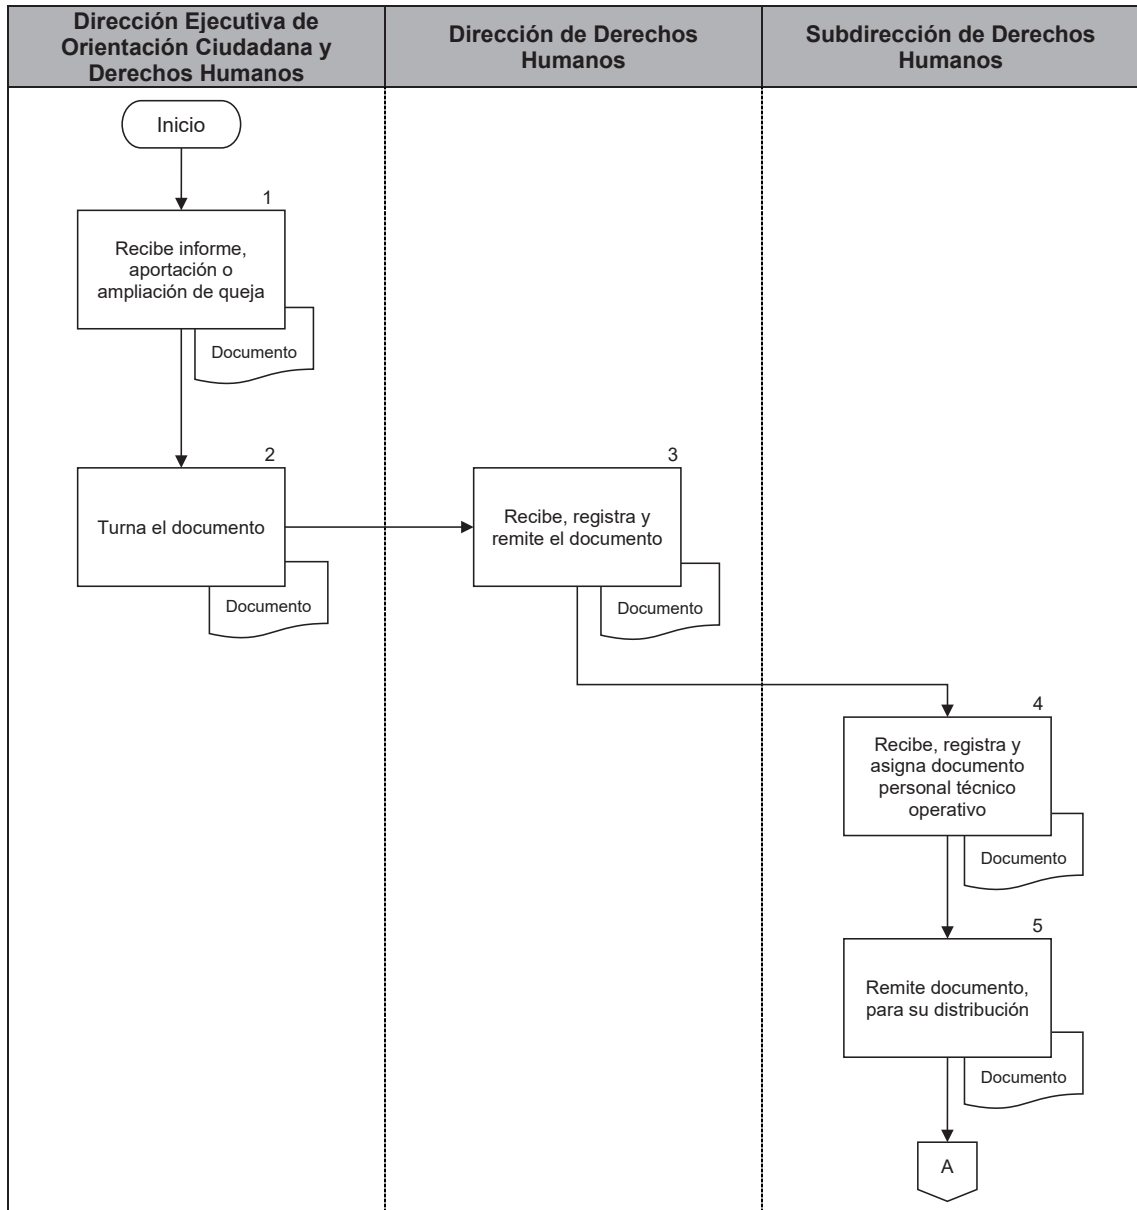 Dirección Ejecutiva de
Orientación Ciudadana y
Derechos Humanos
Dirección de Derechos
Humanos
Subdirección de Derechos
Humanos
Inicio
1
Recibe informe,
aportación o
ampliación de queja
Documento
2
Turna el documento
Documento
3
Recibe, registra y
remite el documento
Documento
4
Recibe, registra y
asigna documento
personal técnico
operativo
Documento
5
Remite documento,
para su distribución
Documento
A